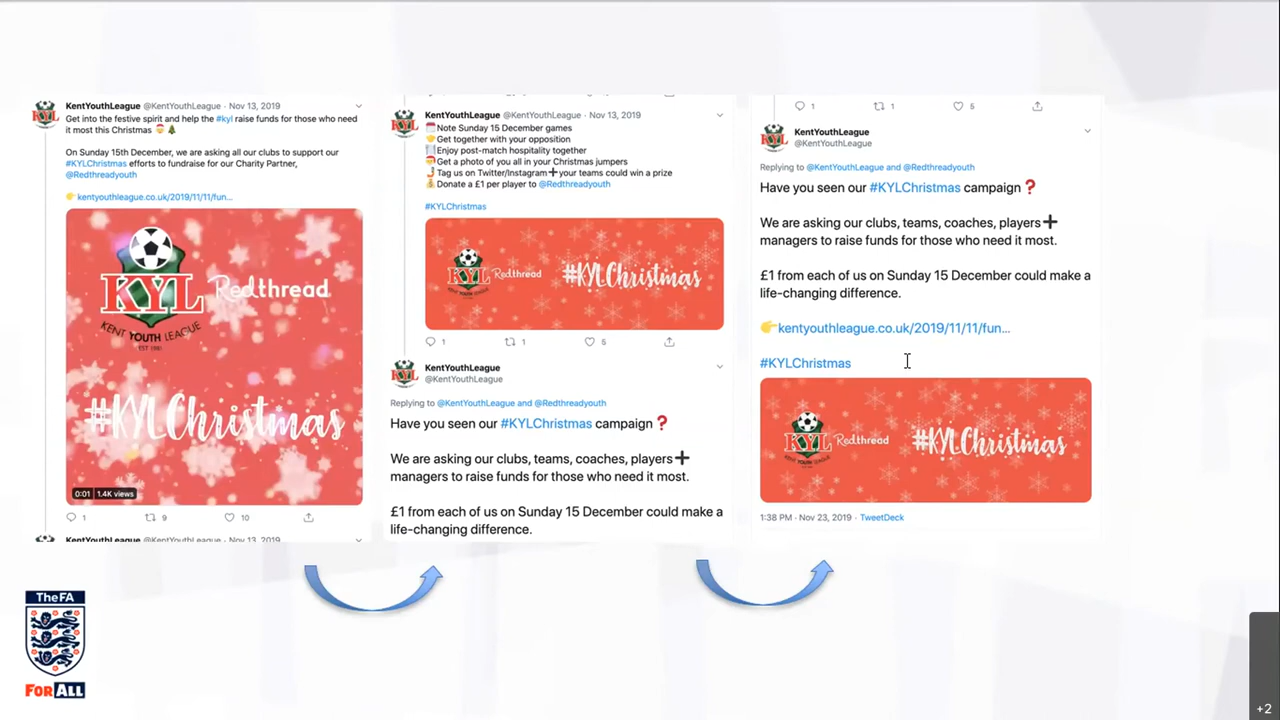 KentYouthLeague @KentYouthLeague · Nov 13, 2019
Get into the festive spirit and help the #kyl raise funds for those who need
it most this Christmas
On Sunday 15th December, we are asking all our clubs to support our
#KYLChristmas efforts to fundraise for our Charity Partner,
@Redthreadyouth
kentyouthleague.co.uk/2019/11/11/fun...
KYL
KENT YOUTH LEAGUE
Redthread
#KYLChristmas
0:01 1.4K views
1 9 10
KentYouthLeague @KentYouthLeague · Nov 13, 2019
KentYouthLeague @KentYouthLeague · Nov 13, 2019
Note Sunday 15 December games
Get together with your opposition
Enjoy post-match hospitality together
Get a photo of you all in your Christmas jumpers
Tag us on Twitter/Instagram➕your teams could win a prize
Donate a £1 per player to @Redthreadyouth
#KYLChristmas
KYL Redthread #KYLChristmas
1 1 5
KentYouthLeague
@KentYouthLeague
Replying to @KentYouthLeague and @Redthreadyouth
Have you seen our #KYLChristmas campaign❓
We are asking our clubs, teams, coaches, players➕
managers to raise funds for those who need it most.
£1 from each of us on Sunday 15 December could make a
life-changing difference.
1 1 5
KentYouthLeague
@KentYouthLeague
Replying to @KentYouthLeague and @Redthreadyouth
Have you seen our #KYLChristmas campaign❓
We are asking our clubs, teams, coaches, players➕
managers to raise funds for those who need it most.
£1 from each of us on Sunday 15 December could make a
life-changing difference.
kentyouthleague.co.uk/2019/11/11/fun...
#KYLChristmas
KYL Redthread #KYLChristmas
1:38 PM · Nov 23, 2019 · TweetDeck
The FA
FOR ALL
+2